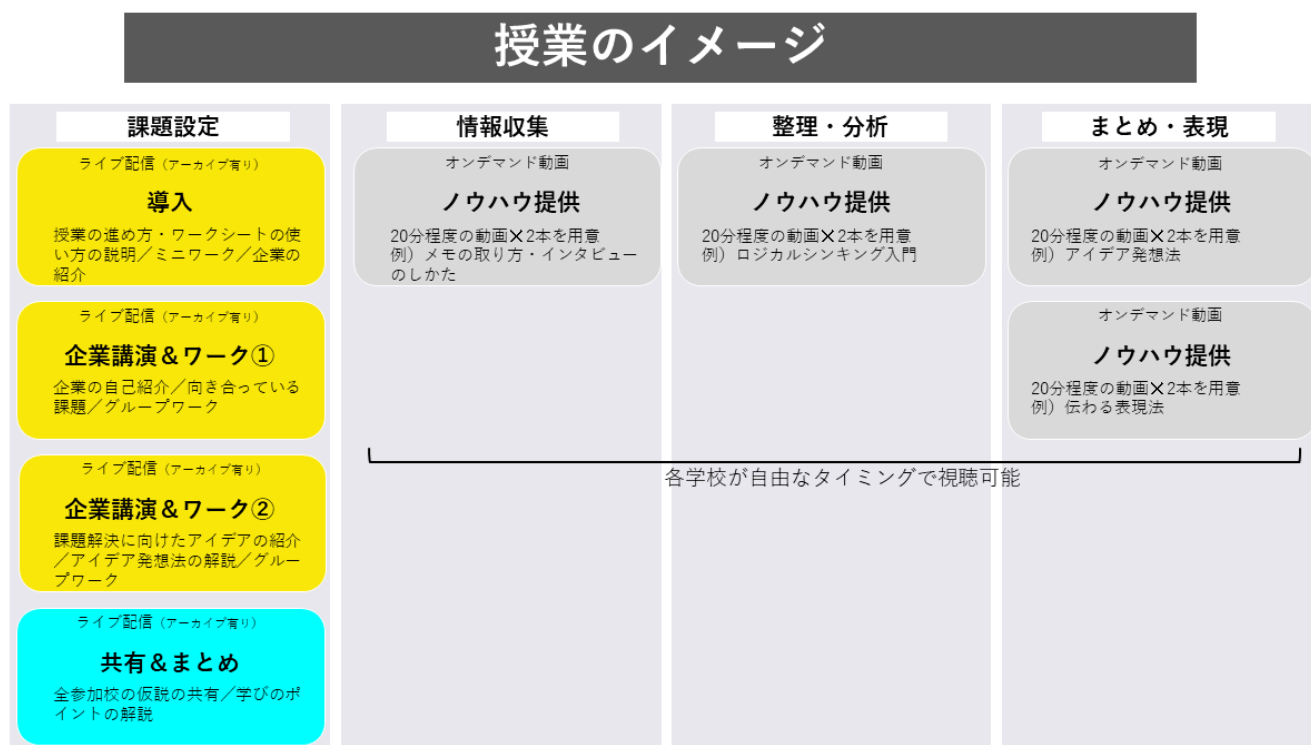 授業のイメージ
課題設定
ライブ配信（アーカイブ有り）
導入
授業の進め方・ワークシートの使
い方の説明／ミニワーク／企業の
紹介
ライブ配信（アーカイブ有り）
企業講演＆ワーク①
企業の自己紹介／向き合っている
課題／グループワーク
ライブ配信（アーカイブ有り）
企業講演＆ワーク②
課題解決に向けたアイデアの紹介
／アイデア発想法の解説／グルー
プワーク
ライブ配信（アーカイブ有り）
共有＆まとめ
全参加校の仮説の共有／学びのポ
イントの解説
情報収集
オンデマンド動画
ノウハウ提供
20分程度の動画✕2本を用意
例）メモの取り方・インタビュー
のしかた
整理・分析
オンデマンド動画
ノウハウ提供
20分程度の動画✕2本を用意
例）ロジカルシンキング入門
まとめ・表現
オンデマンド動画
ノウハウ提供
20分程度の動画✕2本を用意
例）アイデア発想法
オンデマンド動画
ノウハウ提供
20分程度の動画✕2本を用意
例）伝わる表現法
各学校が自由なタイミングで視聴可能